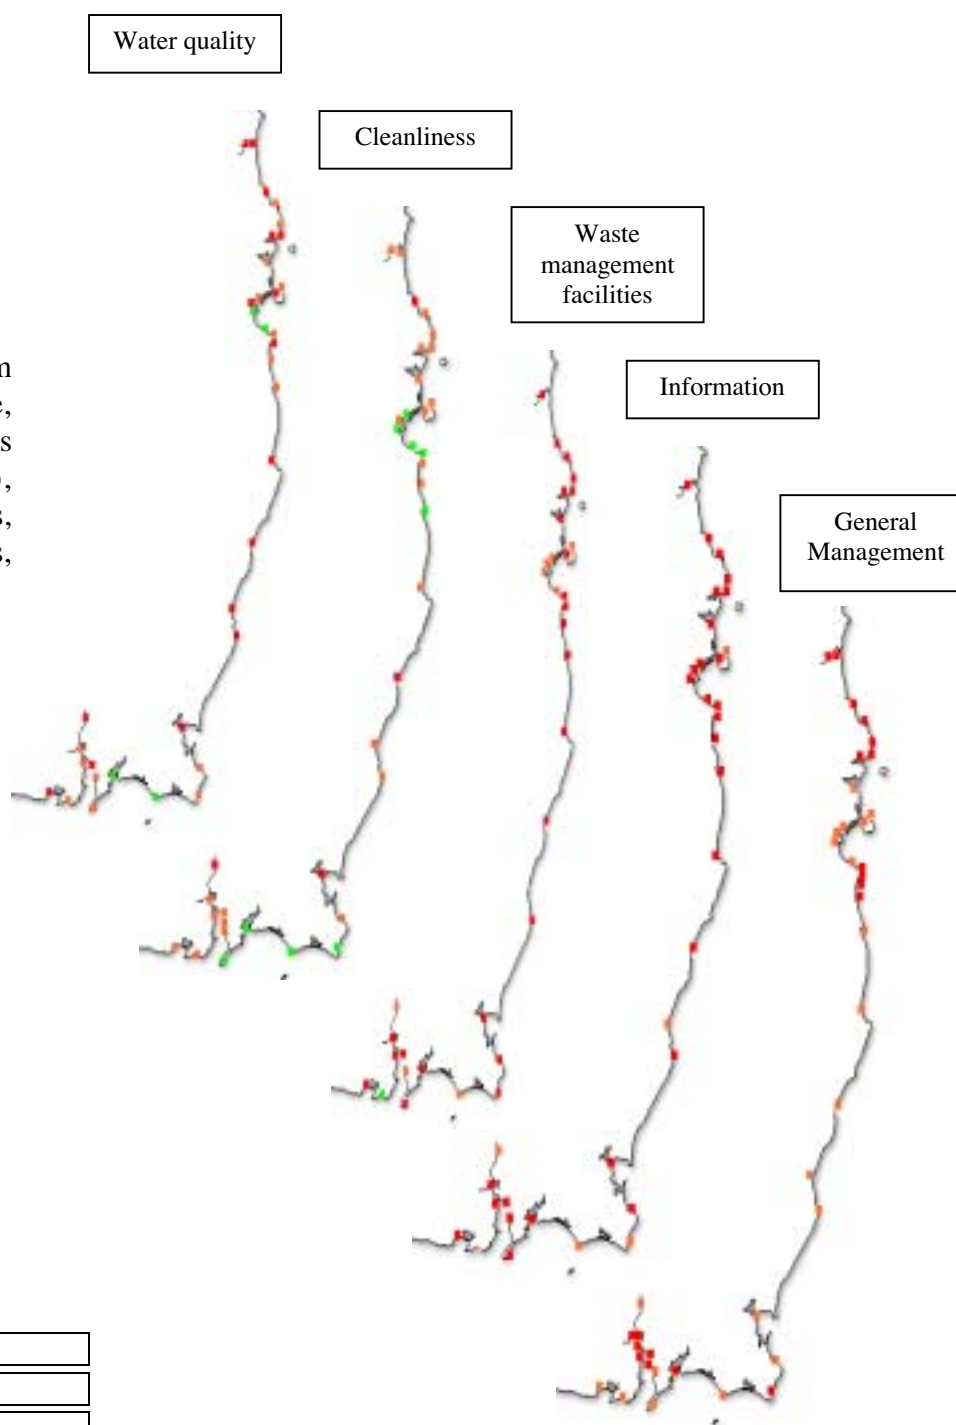 Water quality
Cleanliness
Waste
management
facilities
Information
General
Management